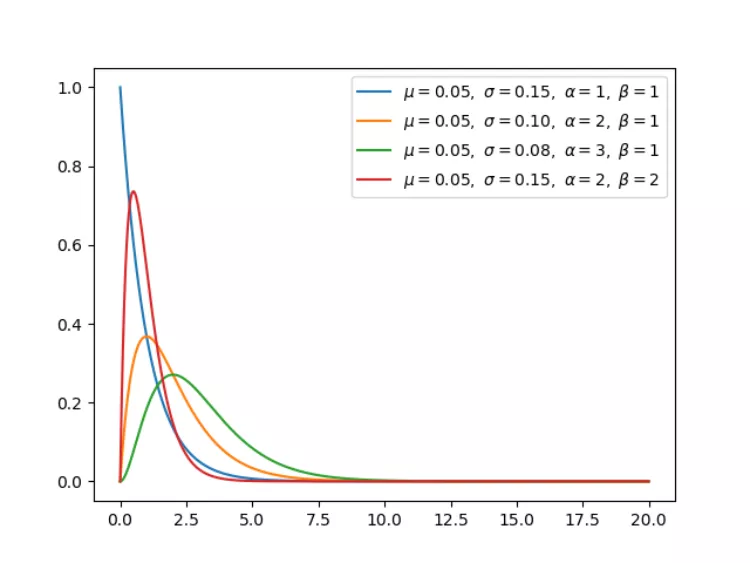 1.0
0.8
0.6
0.4
0.2
0.0
μ = 0.05, σ = 0.15, α = 1, β = 1
μ = 0.05, σ = 0.10, α = 2, β = 1
μ = 0.05, σ = 0.08, α = 3, β = 1
μ = 0.05, σ = 0.15, α = 2, β = 2
0.0 2.5 5.0 7.5 10.0 12.5 15.0 17.5 20.0